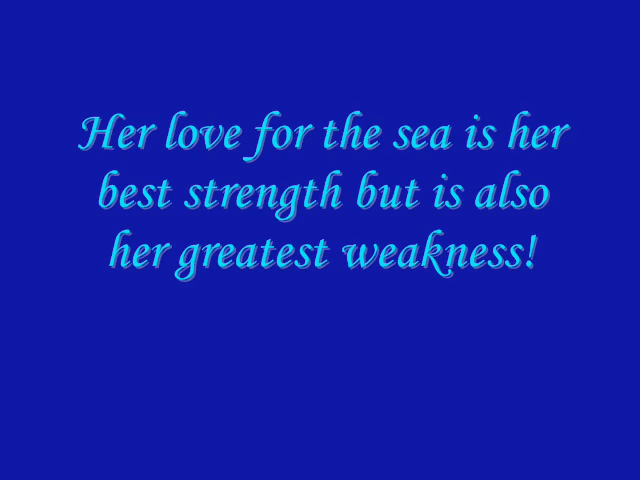 Her love for the sea is her
best strength but is also
her greatest weakness!